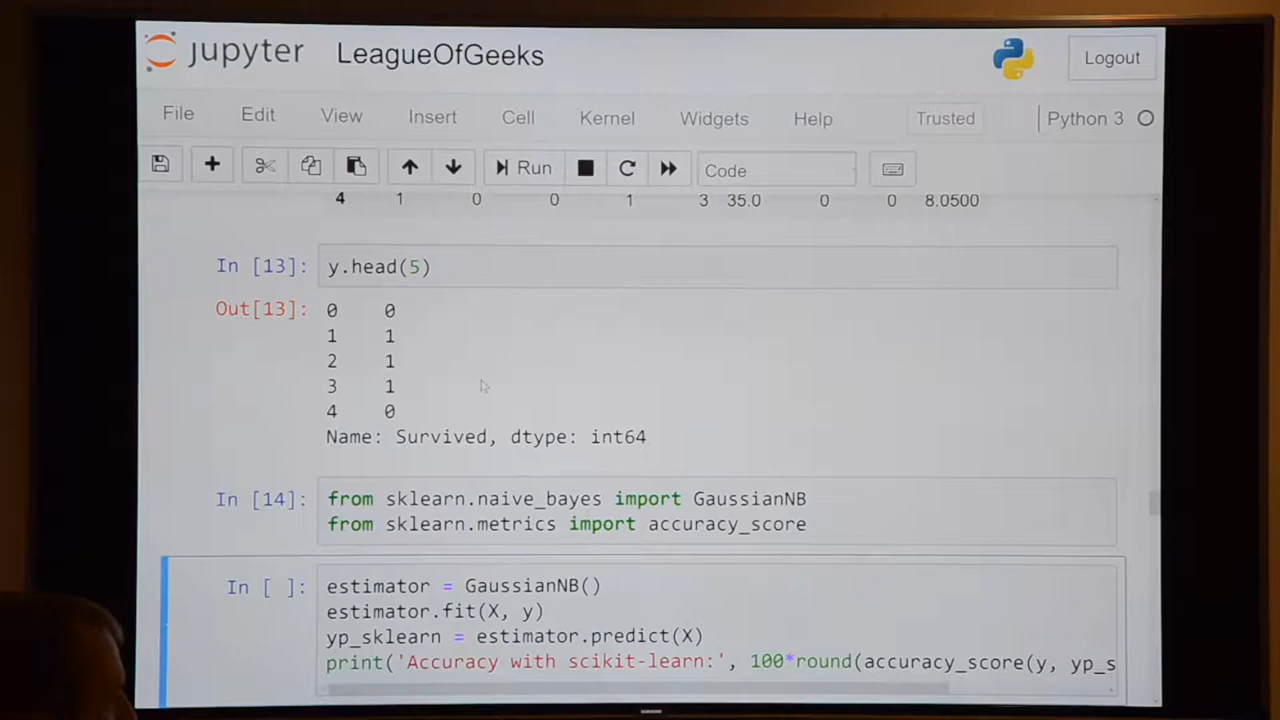 jupyter LeagueOfGeeks Logout
File Edit View Insert Cell Kernel Widgets Help Trusted Python 3
Run Code
4 1 0 0 1 3 35.0 0 0 8.0500
In [13]: y.head(5)
Out[13]: 0 0
1 1
2 1
3 1
4 0
Name: Survived, dtype: int64
In [14]: from sklearn.naive_bayes import GaussianNB
from sklearn.metrics import accuracy_score
In [ ]: estimator = GaussianNB()
estimator.fit(X, y)
yp_sklearn = estimator.predict(X)
print('Accuracy with scikit-learn:', 100*round(accuracy_score(y, yp_s
SAMSUNG